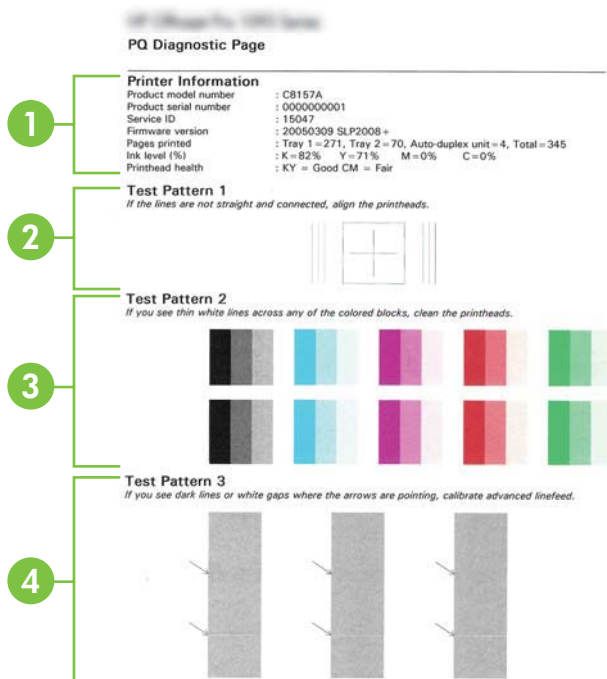 PQ Diagnostic Page
1
Printer Information
Product model number : C8157A
Product serial number : 0000000001
Service ID : 15047
Firmware version : 20050309 SLP2008+
Pages printed : Tray 1=271, Tray 2=70, Auto-duplex unit=4, Total=345
Ink level (%) : K=82% Y=71% M=0% C=0%
Printhead health : KY = Good CM = Fair
2
Test Pattern 1
If the lines are not straight and connected, align the printheads.
3
Test Pattern 2
If you see thin white lines across any of the colored blocks, clean the printheads.
4
Test Pattern 3
If you see dark lines or white gaps where the arrows are pointing, calibrate advanced linefeed.